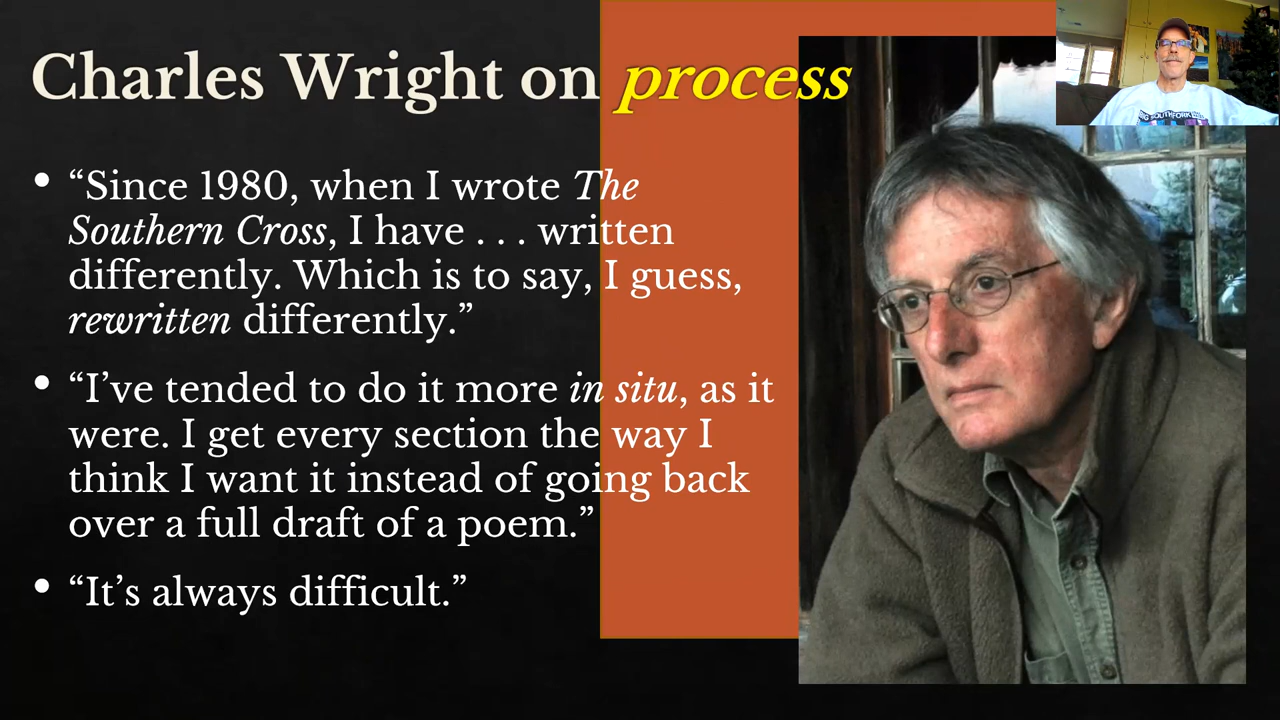 Charles Wright on process
• “Since 1980, when I wrote The
Southern Cross, I have . . . written
differently. Which is to say, I guess,
rewritten differently.”
• “I’ve tended to do it more in situ, as it
were. I get every section the way I
think I want it instead of going back
over a full draft of a poem.”
• “It’s always difficult.”
SOUTH FORK